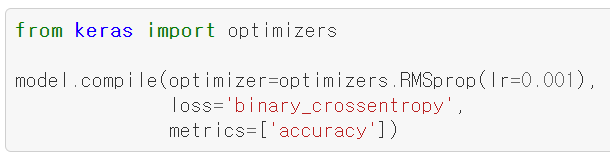 from keras import optimizers
model.compile(optimizer=optimizers.RMSprop(lr=0.001),
              loss='binary_crossentropy',
              metrics=['accuracy'])